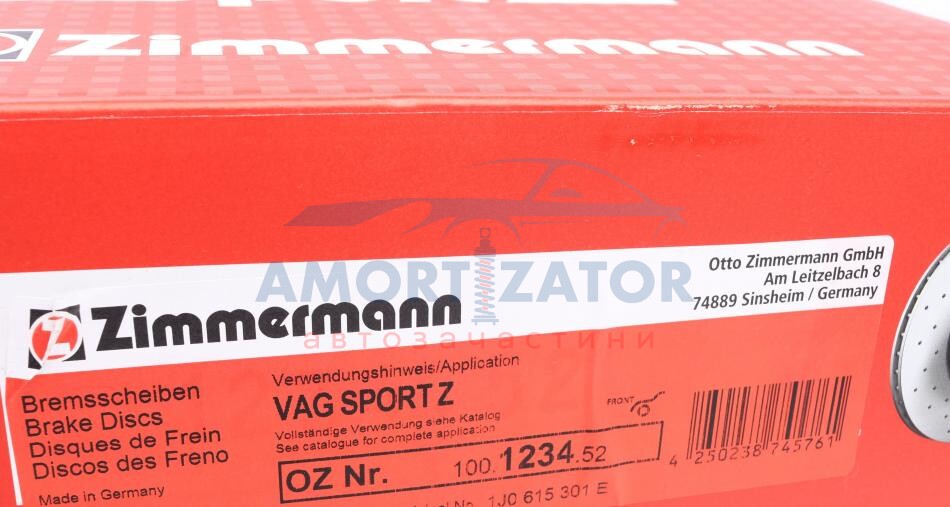 SPORT Z
Zimmermann
Otto Zimmermann GmbH
Am Leitzelbach 8
74889 Sinsheim / Germany
AMORTIZATOR
автозапчастини
Z Zimmermann
Bremsscheiben
Brake Discs
Disques de Frein
Discos des Freno
Made in Germany
Verwendungshinweis/Application
VAG SPORT Z
Vollständige Verwendung siehe Katalog
See catalogue for complete application
FRONT
OZ Nr. 100.1234.52
1J0 615 301 E
4 250238 745761